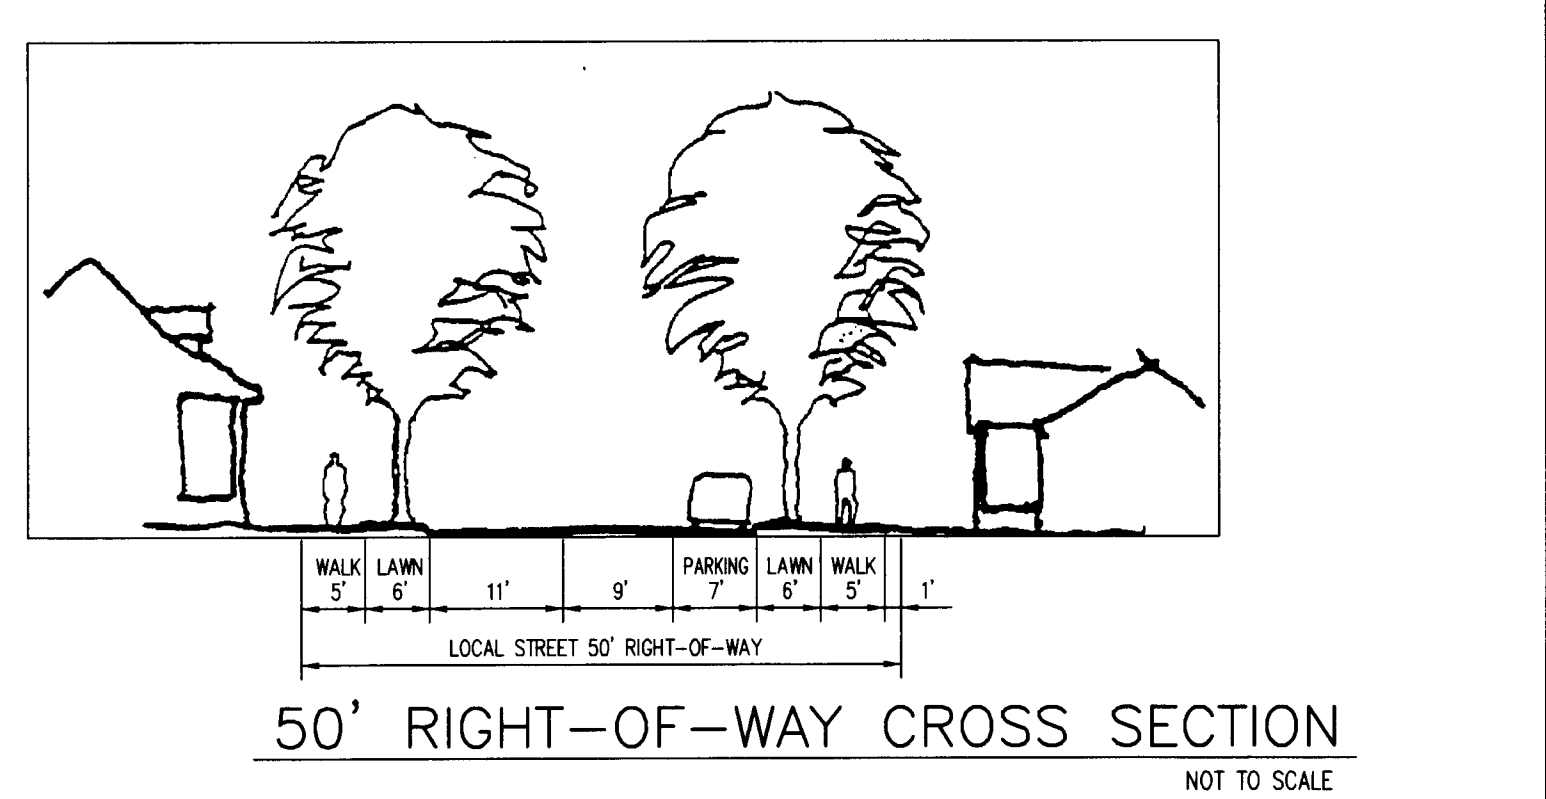 WALK LAWN PARKING LAWN WALK
5' 6' 11' 9' 7' 6' 5' 1'
LOCAL STREET 50' RIGHT-OF-WAY
50' RIGHT-OF-WAY CROSS SECTION
NOT TO SCALE